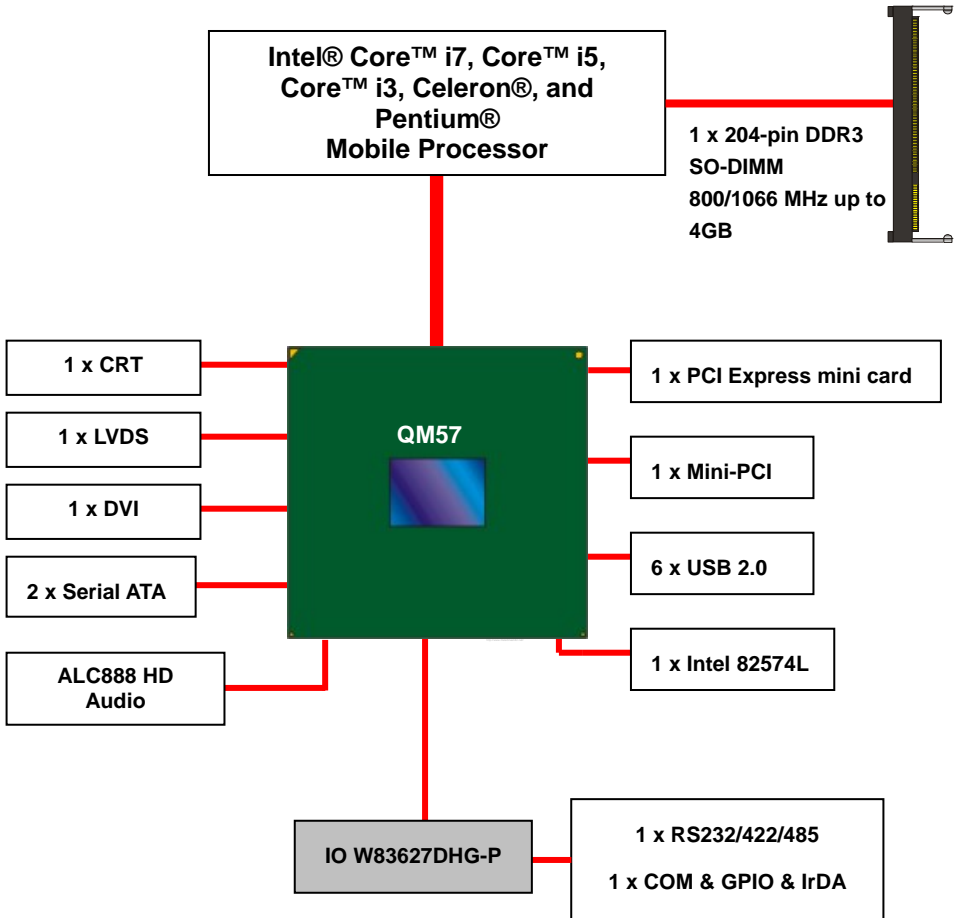 Intel® Core™ i7, Core™ i5,
Core™ i3, Celeron®, and
Pentium®
Mobile Processor
1 x 204-pin DDR3
SO-DIMM
800/1066 MHz up to
4GB
1 x CRT
1 x LVDS
1 x DVI
2 x Serial ATA
ALC888 HD
Audio
QM57
1 x PCI Express mini card
1 x Mini-PCI
6 x USB 2.0
1 x Intel 82574L
IO W83627DHG-P
1 x RS232/422/485
1 x COM & GPIO & IrDA